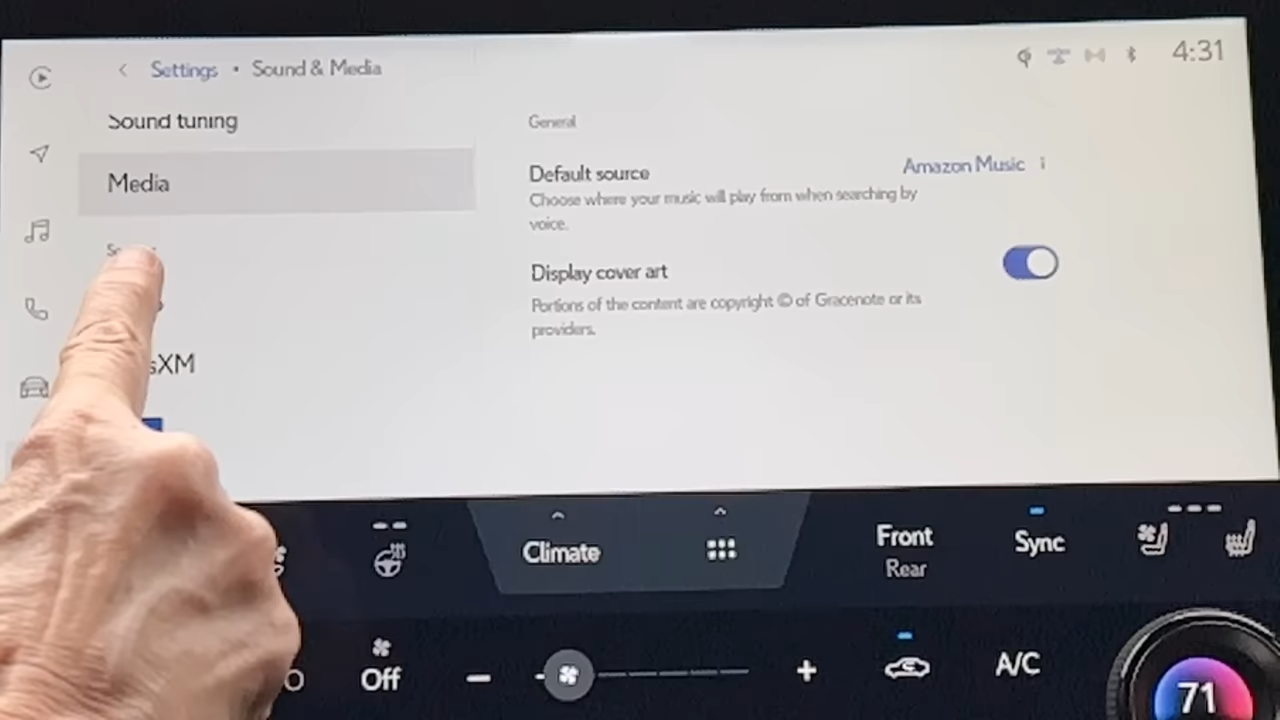 Settings • Sound & Media
4:31
Sound tuning
Media
General
Default source
Amazon Music
Choose where your music will play from when searching by
voice.
Display cover art
Portions of the content are copyright © of Gracenote or its
providers.
sXM
Climate
Front
Rear
Sync
Off
A/C
71